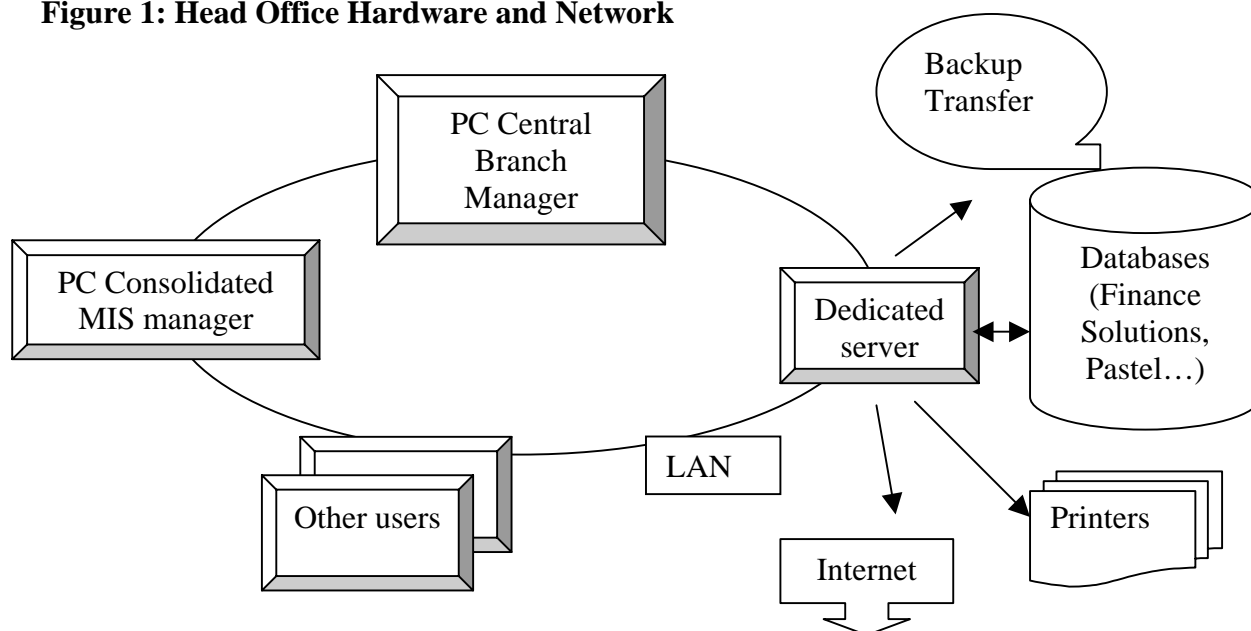 Figure 1: Head Office Hardware and Network
Backup
Transfer
PC Central
Branch
Manager
PC Consolidated
MIS manager
Dedicated
server
Databases
(Finance
Solutions,
Pastel…)
LAN
Other users
Printers
Internet